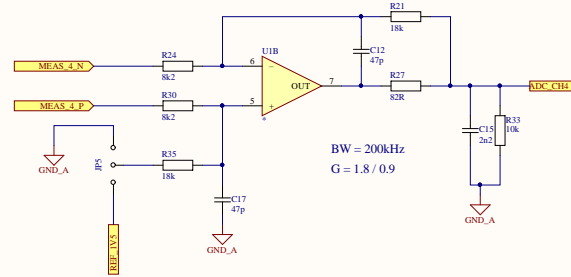 R21
18k
MEAS_4_N
R24
8k2
U1B
6
7
OUT
C12
47p
R27
82R
ADC_CH4
MEAS_4_P
R30
8k2
5
*
C15
2n2
R33
10k
BW = 200kHz
G = 1.8 / 0.9
GND_A
JP5
R35
18k
C17
47p
GND_A
GND_A
REF_1V5